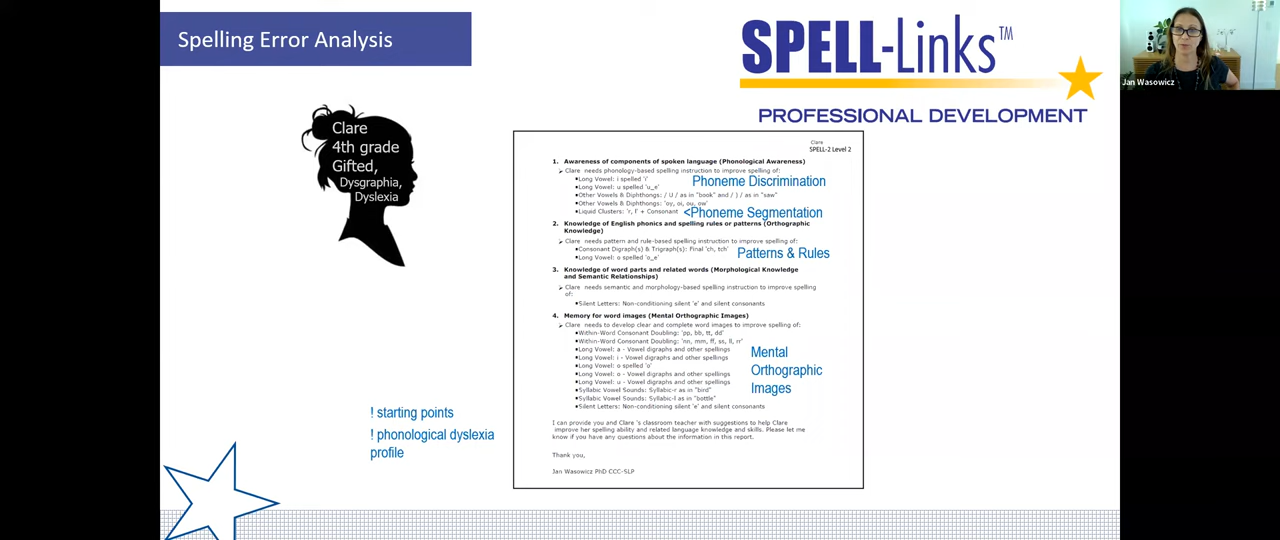 Spelling Error Analysis
SPELL-Links™
PROFESSIONAL DEVELOPMENT
Jan Wasowicz
Clare
4th grade
Gifted,
Dysgraphia,
Dyslexia
Clare
SPELL-2 Level 2
1. Awareness of components of spoken language (Phonological Awareness)
➢ Clare needs phonology-based spelling instruction to improve spelling of:
▪Long Vowel: i spelled 'i'
▪Long Vowel: u spelled 'u_e'
Phoneme Discrimination
▪Other Vowels & Diphthongs: / U / as in "book" and / ) / as in "saw"
▪Other Vowels & Diphthongs: 'oy, oi, ou, ow'
▪Liquid Clusters: 'r, l' + Consonant
<Phoneme Segmentation
2. Knowledge of English phonics and spelling rules or patterns (Orthographic
Knowledge)
➢ Clare needs pattern and rule-based spelling instruction to improve spelling of:
▪Consonant Digraph(s) & Trigraph(s): Final 'ch, tch'
▪Long Vowel: o spelled 'o_e'
Patterns & Rules
3. Knowledge of word parts and related words (Morphological Knowledge
and Semantic Relationships)
➢ Clare needs semantic and morphology-based spelling instruction to improve spelling
of:
▪Silent Letters: Non-conditioning silent 'e' and silent consonants
4. Memory for word images (Mental Orthographic Images)
➢ Clare needs to develop clear and complete word images to improve spelling of:
▪Within-Word Consonant Doubling: 'pp, bb, tt, dd'
▪Within-Word Consonant Doubling: 'nn, mm, ff, ss, ll, rr'
▪Long Vowel: a - Vowel digraphs and other spellings
▪Long Vowel: i - Vowel digraphs and other spellings
▪Long Vowel: o spelled 'o'
▪Long Vowel: o - Vowel digraphs and other spellings
▪Long Vowel: u - Vowel digraphs and other spellings
▪Syllabic Vowel Sounds: Syllabic-r as in "bird"
▪Syllabic Vowel Sounds: Syllabic-l as in "bottle"
▪Silent Letters: Non-conditioning silent 'e' and silent consonants
Mental
Orthographic
Images
I can provide you and Clare 's classroom teacher with suggestions to help Clare
improve her spelling ability and related language knowledge and skills. Please let me
know if you have any questions about the information in this report.
Thank you,
Jan Wasowicz PhD CCC-SLP
! starting points
! phonological dyslexia
profile